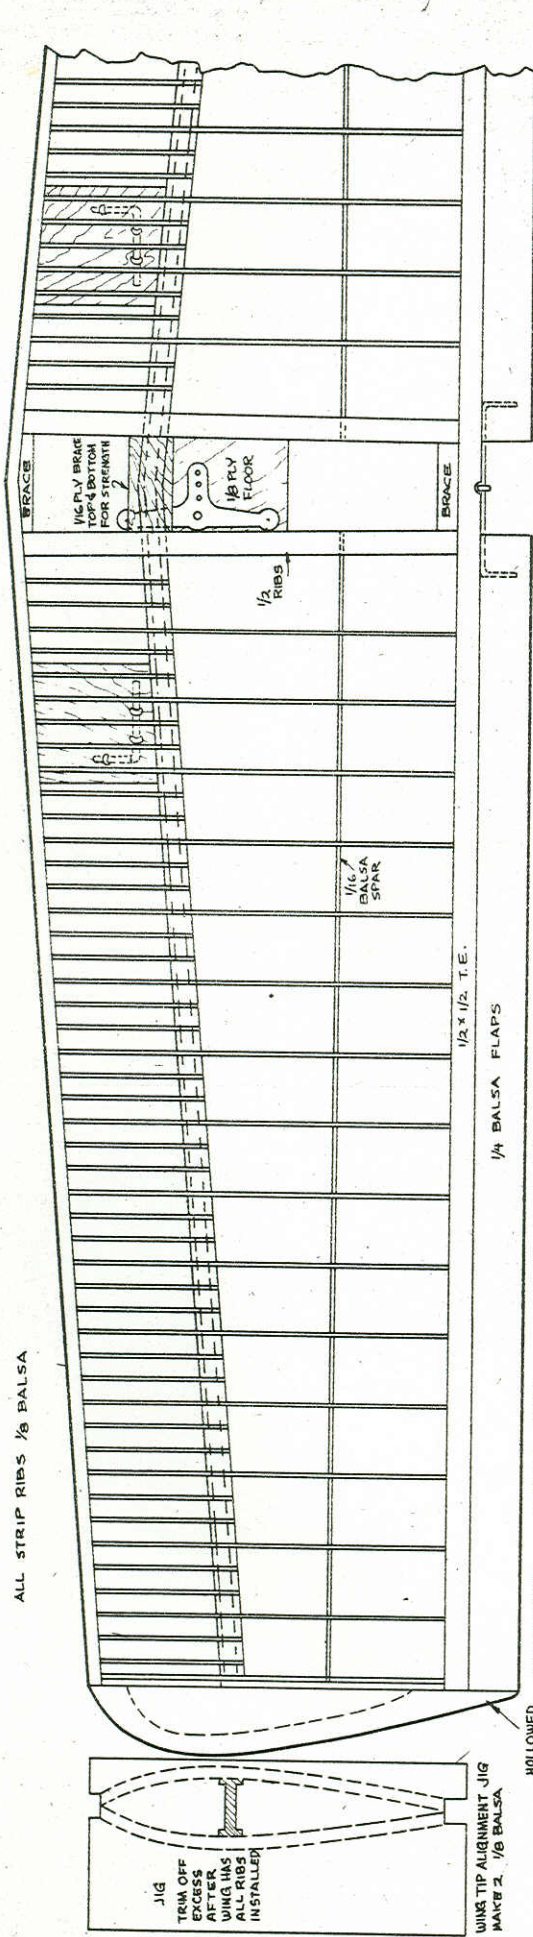 BRACE
1/16 PLY BRACE
TOP & BOTTOM
FOR STRENGTH
1/8 PLY
FLOOR
BRACE
1/2
RIBS
1/16
BALSA
SPAR
1/2 x 1/2 T.E.
1/4 BALSA FLAPS
ALL STRIP RIBS 1/8 BALSA
HOLLOWED
JIG
TRIM OFF
EXCESS
AFTER
WING HAS
ALL RIBS
INSTALLED
WING TIP ALIGNMENT JIG
MAKE 2 1/8 BALSA